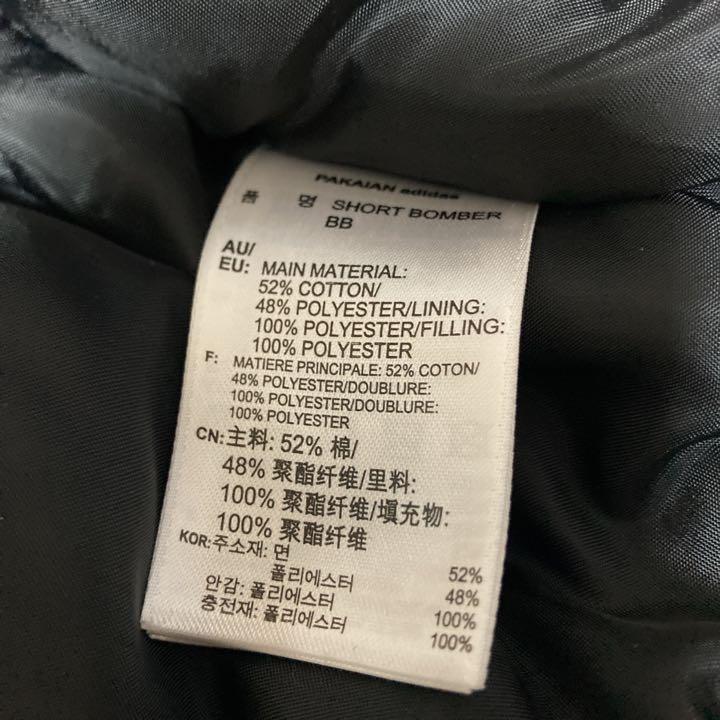 PAKAIAN adidas
품 명 SHORT BOMBER
BB
AU/
EU: MAIN MATERIAL:
52% COTTON/
48% POLYESTER/LINING:
100% POLYESTER/FILLING:
100% POLYESTER
F: MATIERE PRINCIPALE: 52% COTON/
48% POLYESTER/DOUBLURE:
100% POLYESTER/DOUBLURE:
100% POLYESTER
CN: 主料: 52% 棉/
48% 聚酯纤维/里料:
100% 聚酯纤维/填充物:
100% 聚酯纤维
KOR: 주소재: 면 52%
폴리에스터 48%
안감: 폴리에스터 100%
충전재: 폴리에스터 100%